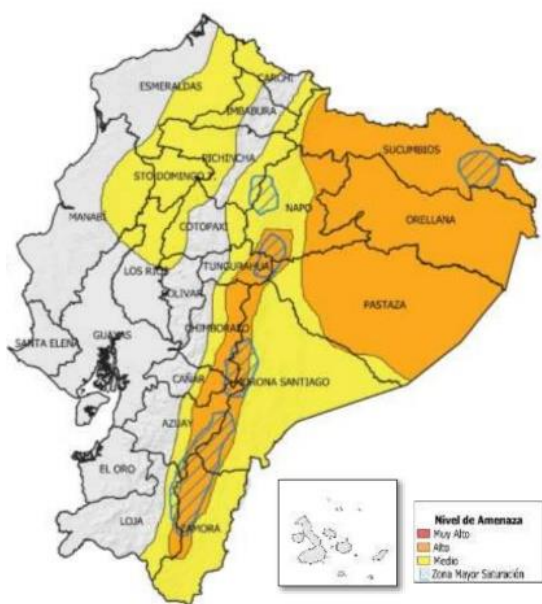 CARCHI
ESMERALDAS
IMBABURA
SUCUMBIOS
PICHINCHA
STO DOMINGO T.
NAPO
ORELLANA
MANABI
COTOPAXI
LOS RIOS
TUNGURAHUA
BOLIVAR
PASTAZA
CHIMBORAZO
GUAYAS
SANTA ELENA
CAÑAR
MORONA SANTIAGO
AZUAY
EL ORO
LOJA
ZAMORA
Nivel de Amenaza
Muy Alto
Alto
Medio
Zona Mayor Saturación